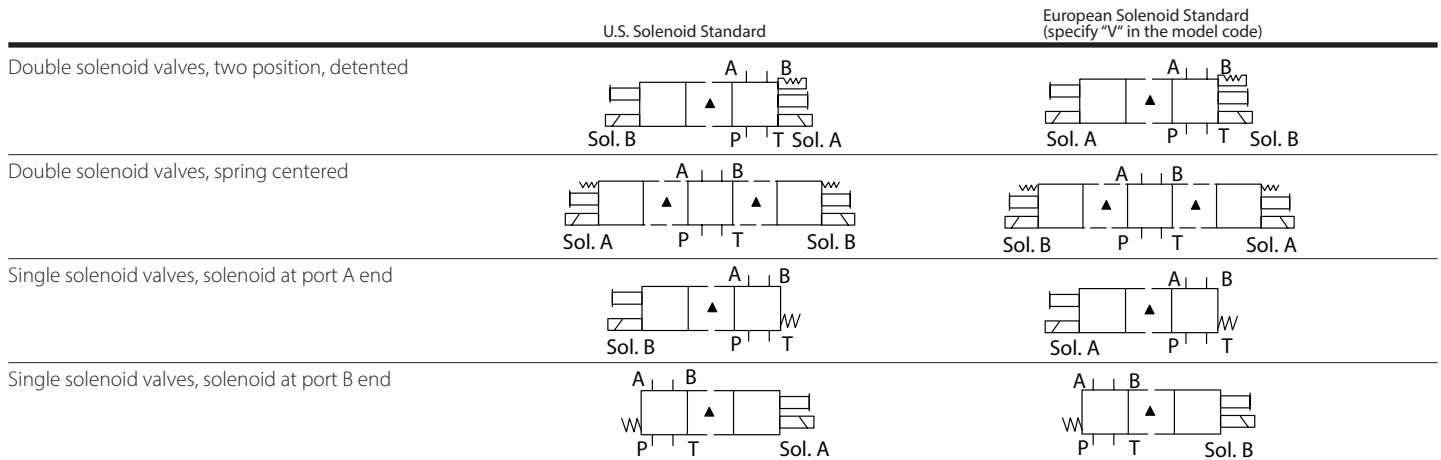 U.S. Solenoid Standard
European Solenoid Standard
(specify “V” in the model code)
Double solenoid valves, two position, detented
A B
Sol. B P T Sol. A
A B
Sol. A P T Sol. B
Double solenoid valves, spring centered
A B
Sol. A P T Sol. B
A B
Sol. B P T Sol. A
Single solenoid valves, solenoid at port A end
A B
Sol. B P T
A B
Sol. A P T
Single solenoid valves, solenoid at port B end
A B
P T Sol. A
A B
P T Sol. B